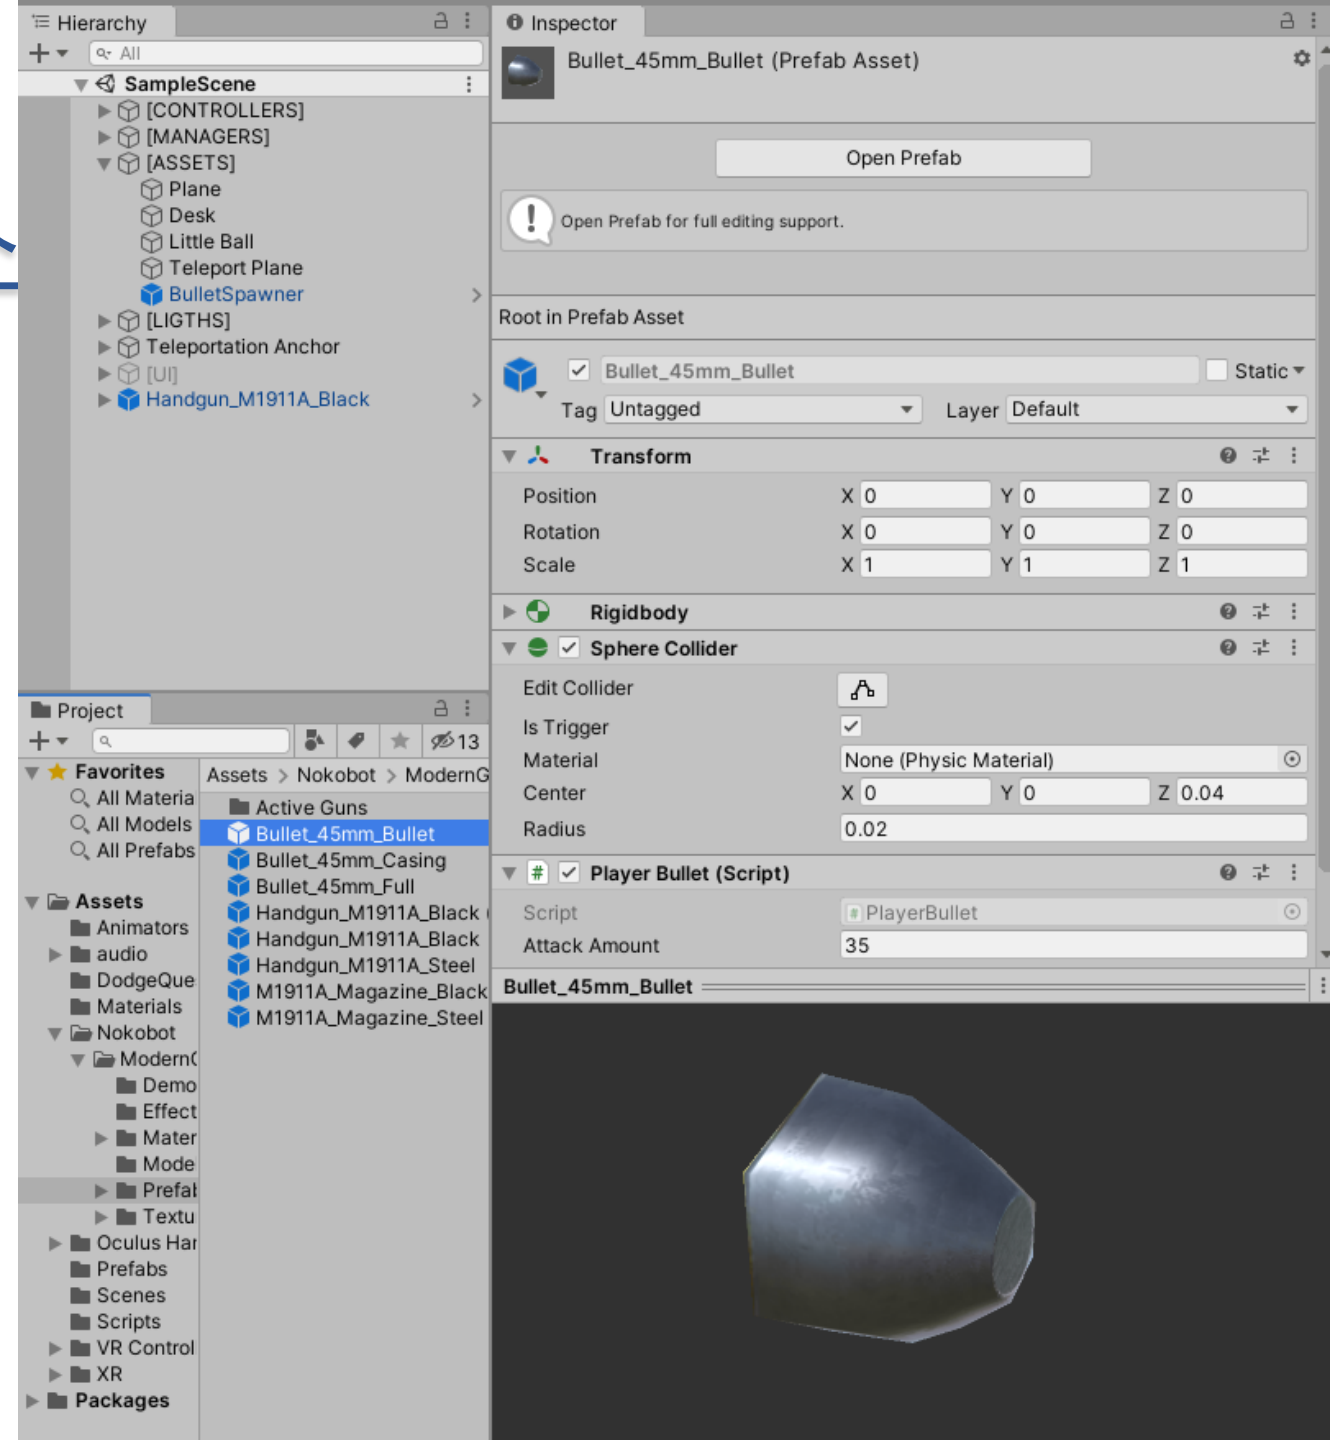 Hierarchy
All
SampleScene
[CONTROLLERS]
[MANAGERS]
[ASSETS]
Plane
Desk
Little Ball
Teleport Plane
BulletSpawner
[LIGTHS]
Teleportation Anchor
[UI]
Handgun_M1911A_Black
Project
13
Favorites
All Materia
All Models
All Prefabs
Assets
Animators
audio
DodgeQue
Materials
Nokobot
Modern
Demo
Effect
Mater
Mode
Prefab
Textu
Oculus Har
Prefabs
Scenes
Scripts
VR Control
XR
Packages
Assets > Nokobot > ModernG
Active Guns
Bullet_45mm_Bullet
Bullet_45mm_Casing
Bullet_45mm_Full
Handgun_M1911A_Black (
Handgun_M1911A_Black
Handgun_M1911A_Steel
M1911A_Magazine_Black
M1911A_Magazine_Steel
Inspector
Bullet_45mm_Bullet (Prefab Asset)
Open Prefab
! Open Prefab for full editing support.
Root in Prefab Asset
Bullet_45mm_Bullet Static
Tag Untagged Layer Default
Transform
Position X 0 Y 0 Z 0
Rotation X 0 Y 0 Z 0
Scale X 1 Y 1 Z 1
Rigidbody
Sphere Collider
Edit Collider
Is Trigger
Material None (Physic Material)
Center X 0 Y 0 Z 0.04
Radius 0.02
# Player Bullet (Script)
Script # PlayerBullet
Attack Amount 35
Bullet_45mm_Bullet